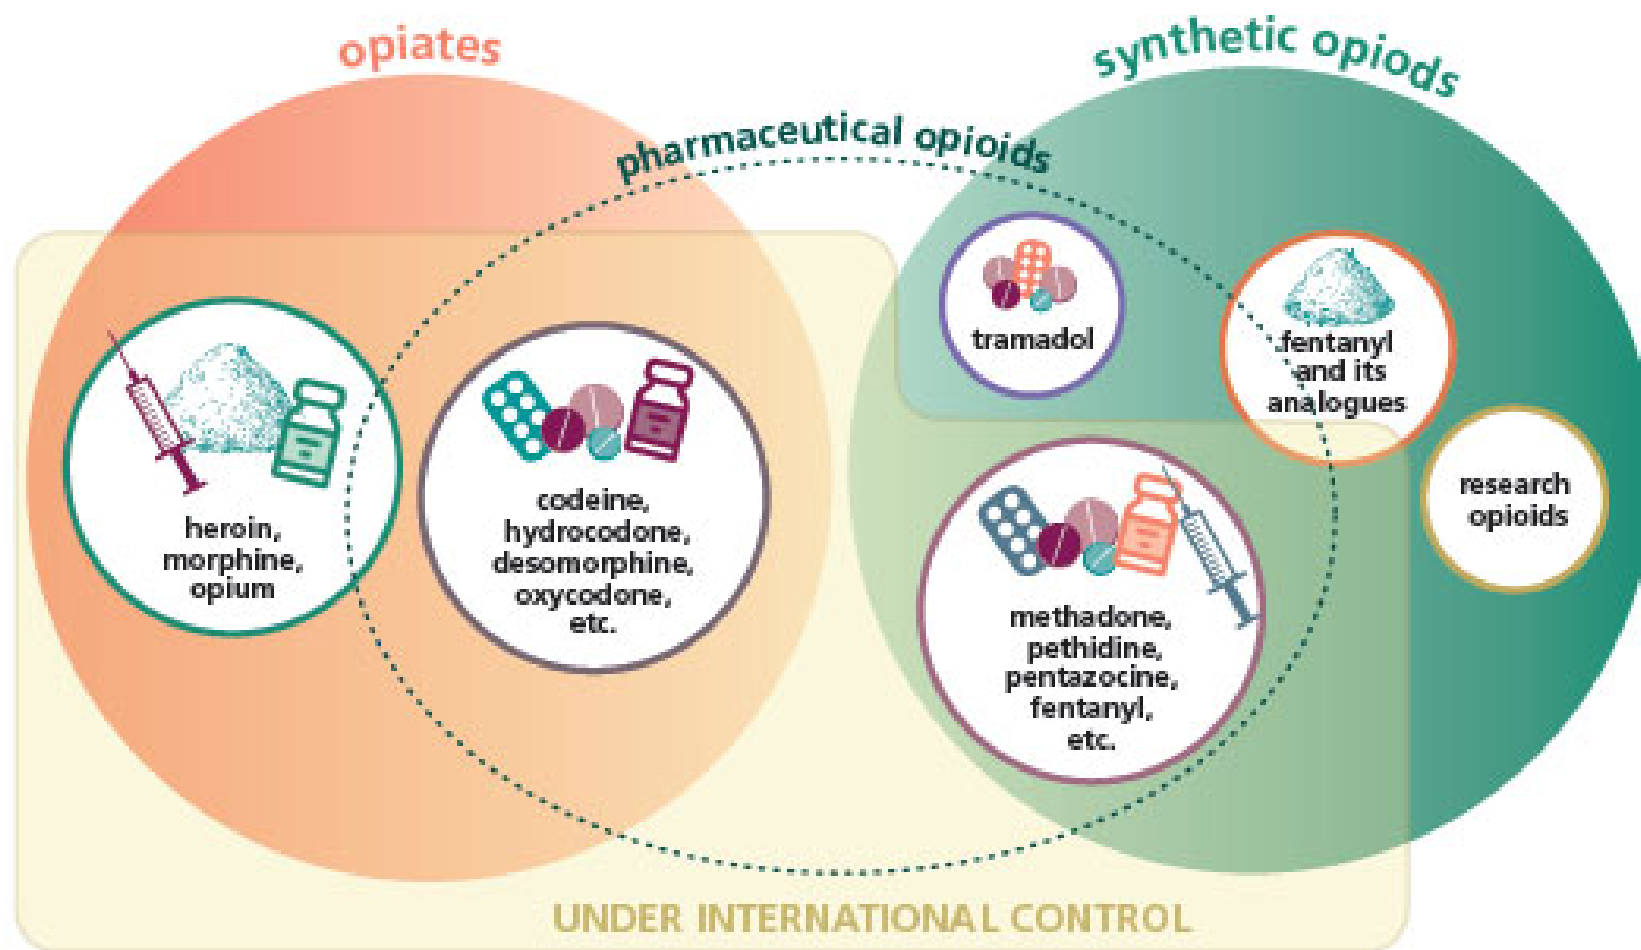 opiates
synthetic opiods
pharmaceutical opioids
tramadol
fentanyl
and its
analogues
research
opioids
heroin,
morphine,
opium
codeine,
hydrocodone,
desomorphine,
oxycodone,
etc.
methadone,
pethidine,
pentazocine,
fentanyl,
etc.
UNDER INTERNATIONAL CONTROL